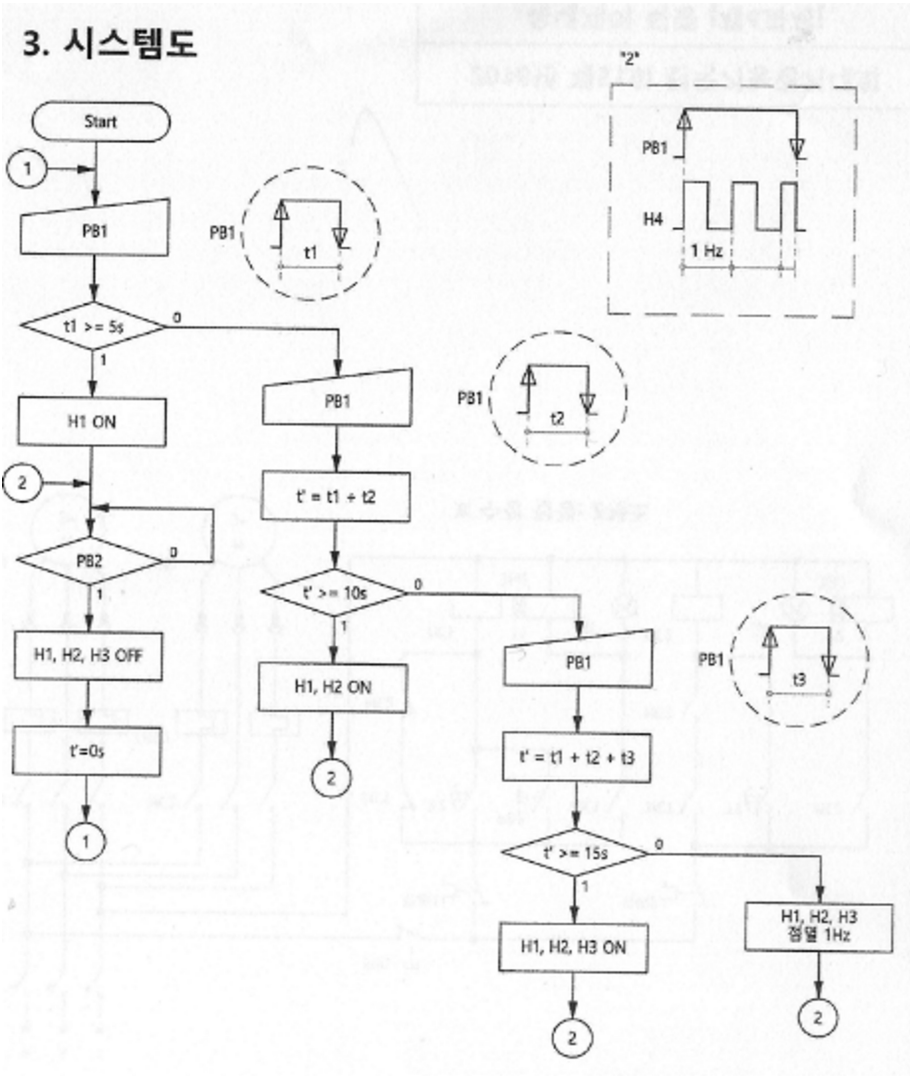 3. 시스템도
Start
1
PB1
t1 >= 5s
0
1
H1 ON
2
PB2
0
1
H1, H2, H3 OFF
t'=0s
1
PB1
t1
PB1
t' = t1 + t2
t' >= 10s
0
1
H1, H2 ON
2
PB1
t2
PB1
t' = t1 + t2 + t3
t' >= 15s
0
1
H1, H2, H3 ON
2
PB1
t3
H1, H2, H3
점멸 1Hz
2
"2"
PB1
H4
1 Hz